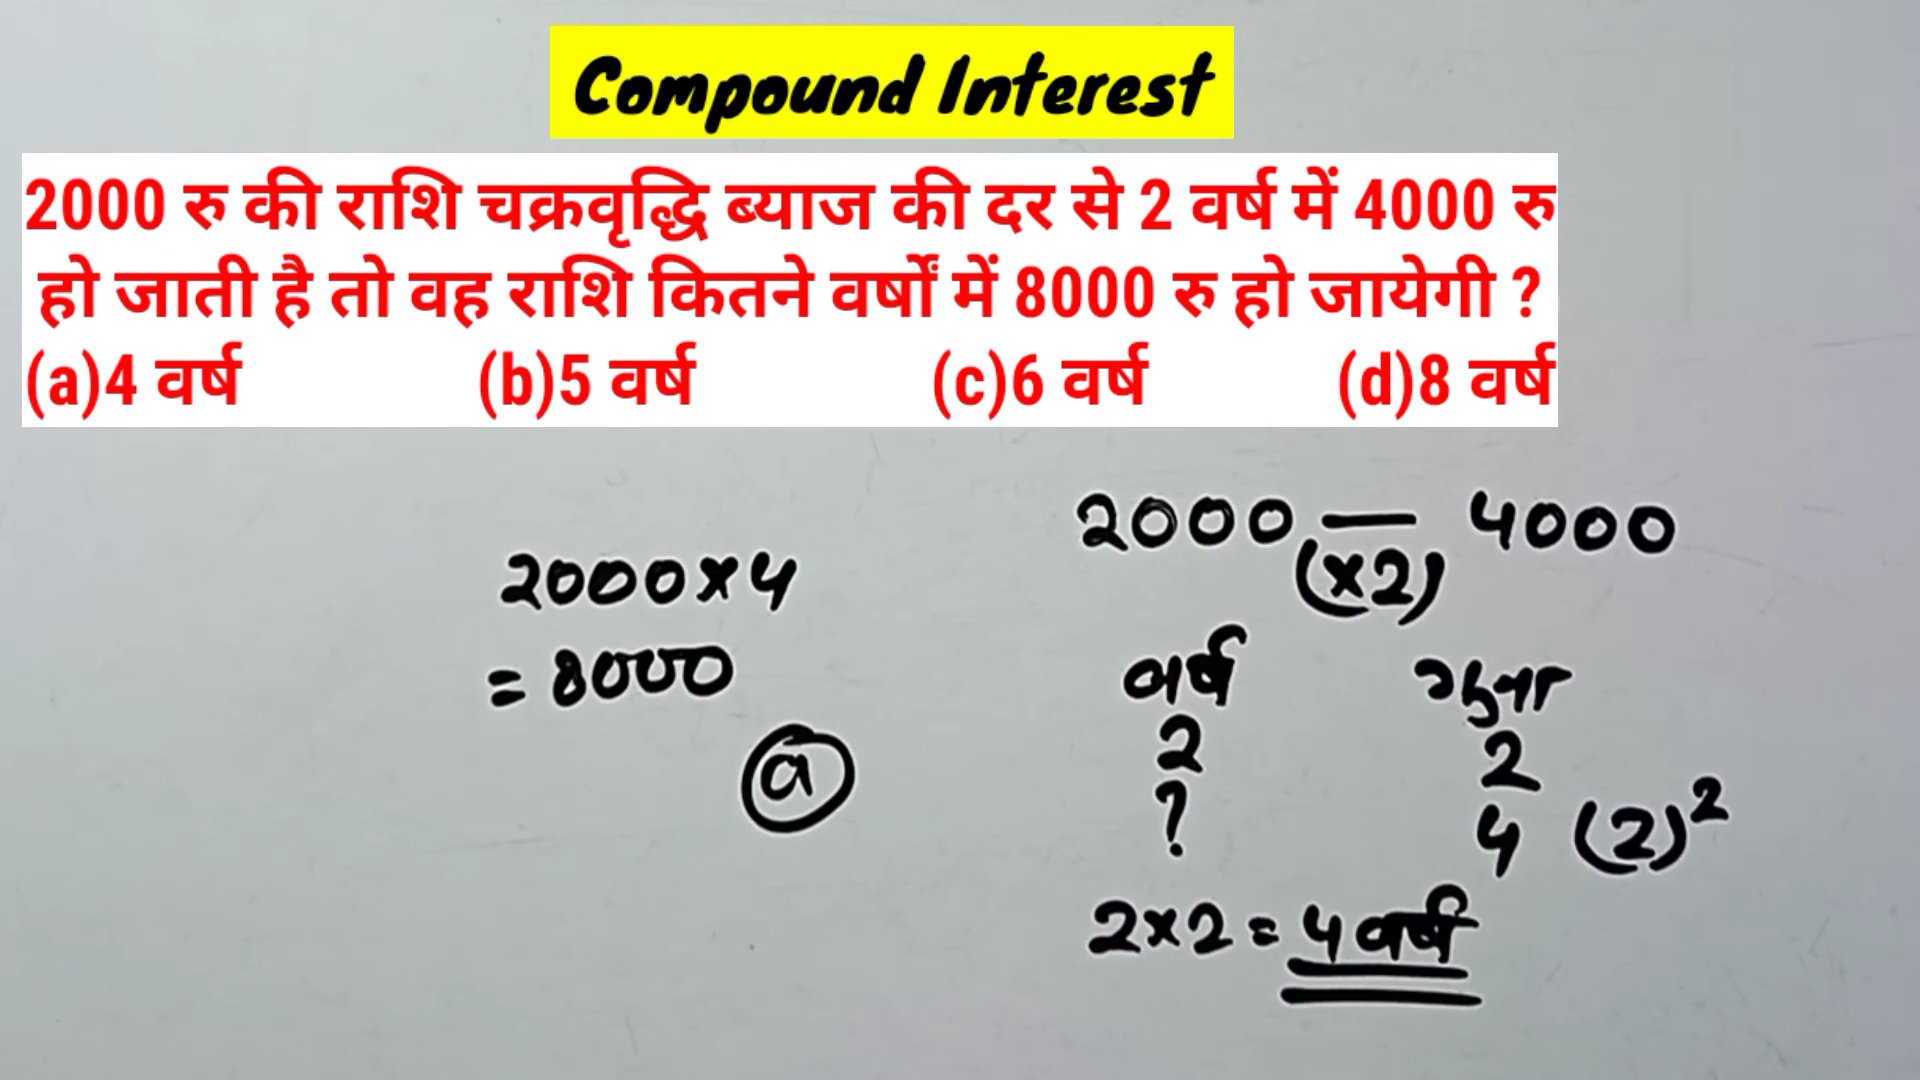 Compound Interest
2000 रु की राशि चक्रवृद्धि ब्याज की दर से 2 वर्ष में 4000 रु
हो जाती है तो वह राशि कितने वर्षों में 8000 रु हो जायेगी ?
(a)4 वर्ष (b)5 वर्ष (c)6 वर्ष (d)8 वर्ष
2000×4
=8000
a
2000 — 4000
(×2)
वर्ष गुना
2 2
? 4 (2)²
2×2 = 4 वर्ष